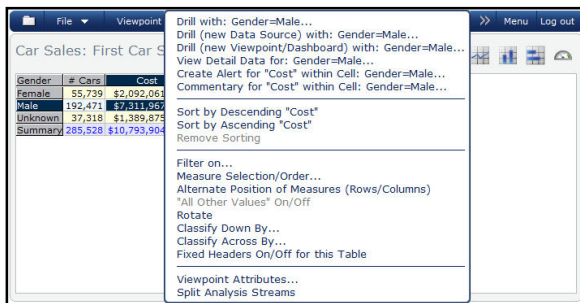 File ▼ Viewpoint >> Menu Log out
Car Sales: First Car S
Gender # Cars Cost
Female 55,739 $2,092,061
Male 192,471 $7,311,967
Unknown 37,318 $1,389,875
Summary 285,528 $10,793,904
Drill with: Gender=Male...
Drill (new Data Source) with: Gender=Male...
Drill (new Viewpoint/Dashboard) with: Gender=Male...
View Detail Data for: Gender=Male...
Create Alert for "Cost" within Cell: Gender=Male...
Commentary for "Cost" within Cell: Gender=Male...
Sort by Descending "Cost"
Sort by Ascending "Cost"
Remove Sorting
Filter on...
Measure Selection/Order...
Alternate Position of Measures (Rows/Columns)
"All Other Values" On/Off
Rotate
Classify Down By...
Classify Across By...
Fixed Headers On/Off for this Table
Viewpoint Attributes...
Split Analysis Streams